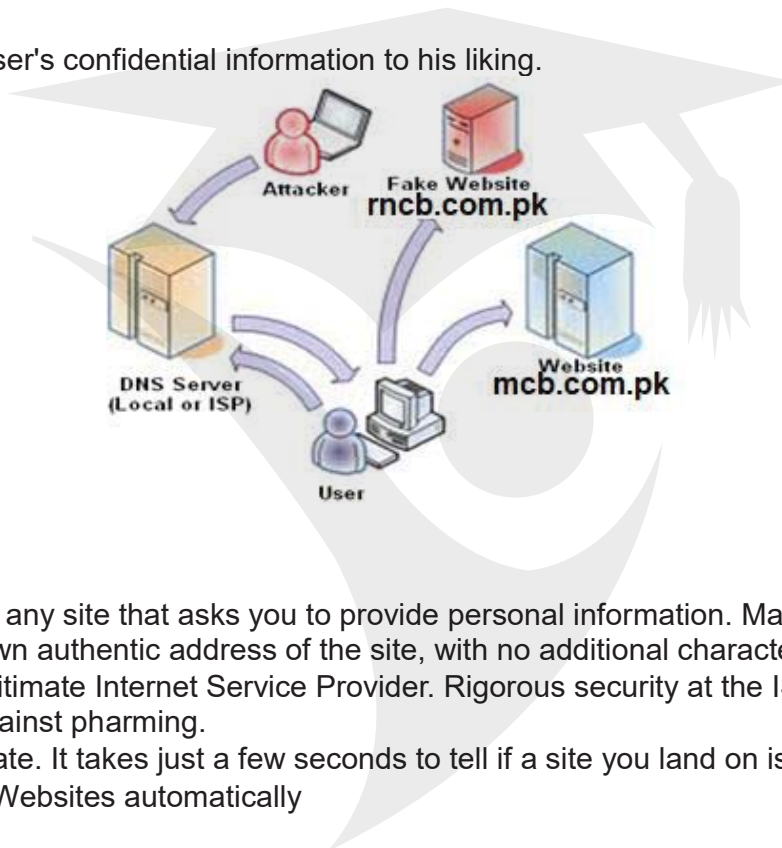 ser's confidential information to his liking.
Attacker
Fake Website
rncb.com.pk
DNS Server
(Local or ISP)
Website
mcb.com.pk
User
any site that asks you to provide personal information. Ma
wn authentic address of the site, with no additional characte
itimate Internet Service Provider. Rigorous security at the I
ainst pharming.
ate. It takes just a few seconds to tell if a site you land on is
Websites automatically